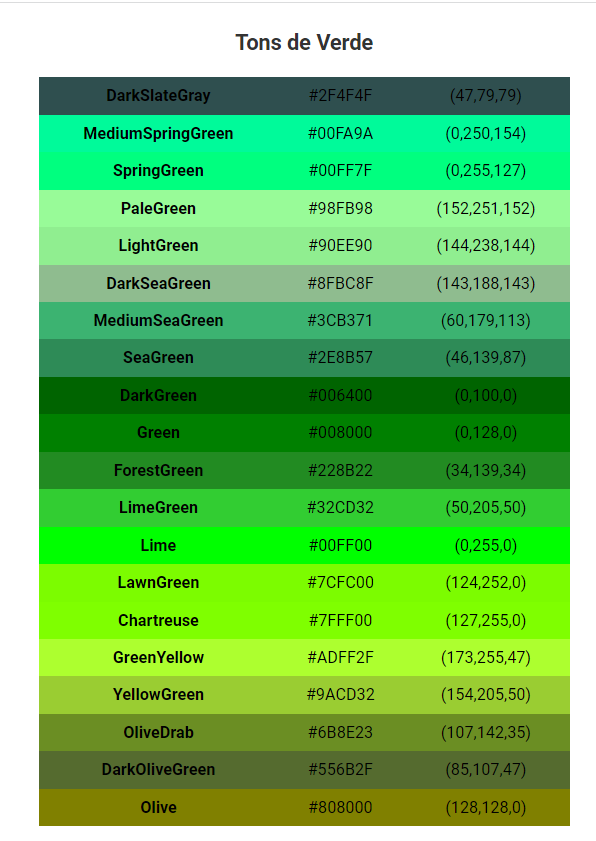 Tons de Verde
DarkSlateGray #2F4F4F (47,79,79)
MediumSpringGreen #00FA9A (0,250,154)
SpringGreen #00FF7F (0,255,127)
PaleGreen #98FB98 (152,251,152)
LightGreen #90EE90 (144,238,144)
DarkSeaGreen #8FBC8F (143,188,143)
MediumSeaGreen #3CB371 (60,179,113)
SeaGreen #2E8B57 (46,139,87)
DarkGreen #006400 (0,100,0)
Green #008000 (0,128,0)
ForestGreen #228B22 (34,139,34)
LimeGreen #32CD32 (50,205,50)
Lime #00FF00 (0,255,0)
LawnGreen #7CFC00 (124,252,0)
Chartreuse #7FFF00 (127,255,0)
GreenYellow #ADFF2F (173,255,47)
YellowGreen #9ACD32 (154,205,50)
OliveDrab #6B8E23 (107,142,35)
DarkOliveGreen #556B2F (85,107,47)
Olive #808000 (128,128,0)